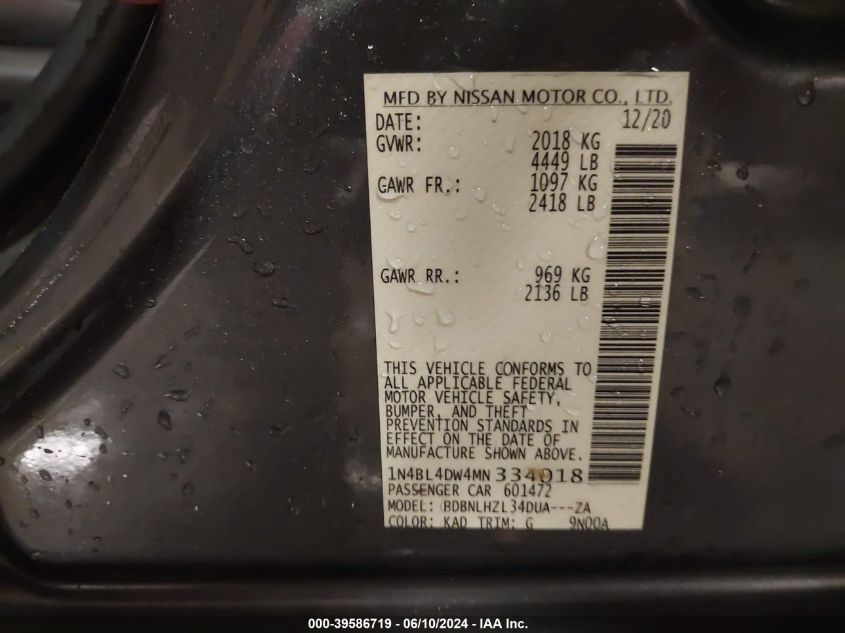 MFD BY NISSAN MOTOR CO., LTD.
DATE: 12/20
GVWR: 2018 KG
4449 LB
GAWR FR.: 1097 KG
2418 LB
GAWR RR.: 969 KG
2136 LB
THIS VEHICLE CONFORMS TO
ALL APPLICABLE FEDERAL
MOTOR VEHICLE SAFETY,
BUMPER, AND THEFT
PREVENTION STANDARDS IN
EFFECT ON THE DATE OF
MANUFACTURE SHOWN ABOVE.
1N4BL4DW4MN334018
PASSENGER CAR 601472
MODEL: (BDBNLHZL34DUA---ZA
COLOR: KAD TRIM: G 9N00A
000-39586719 - 06/10/2024 - IAA Inc.